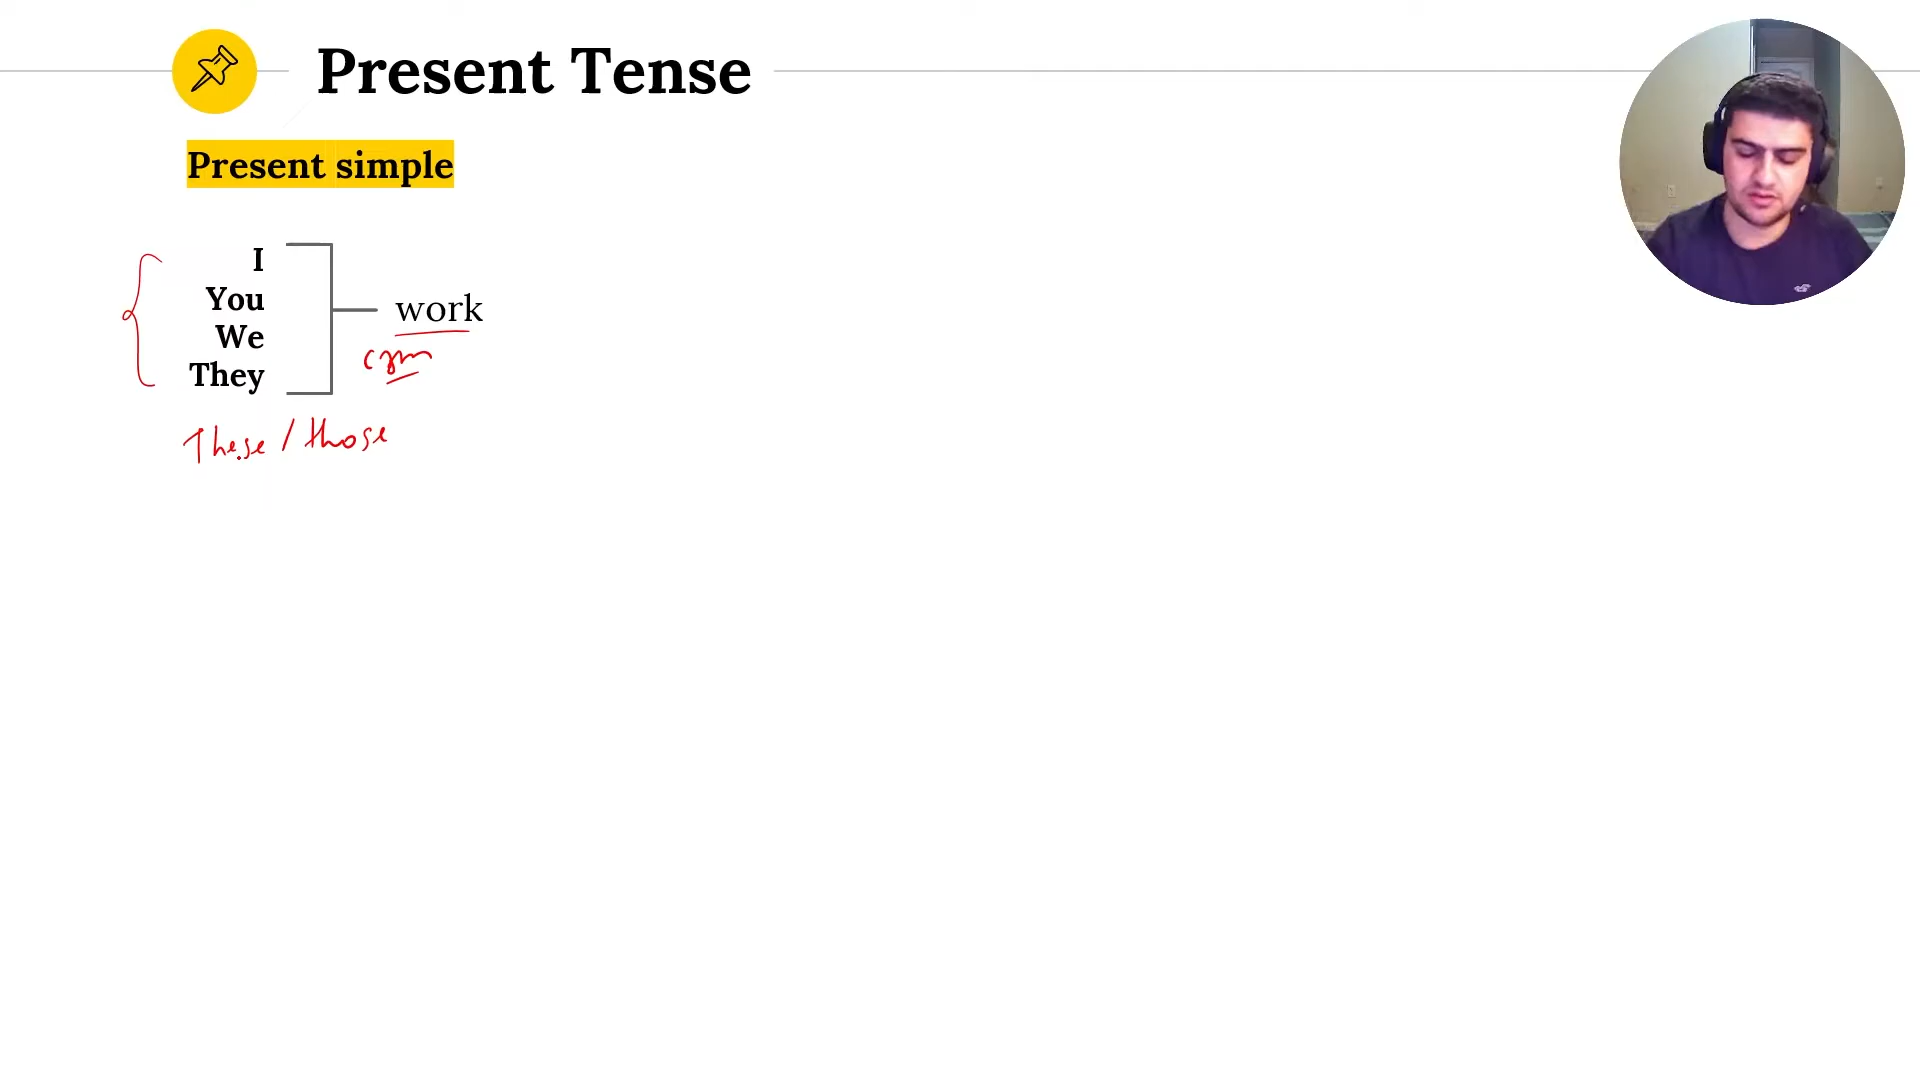 Present Tense
Present simple
I
You
We
They
work
These / those